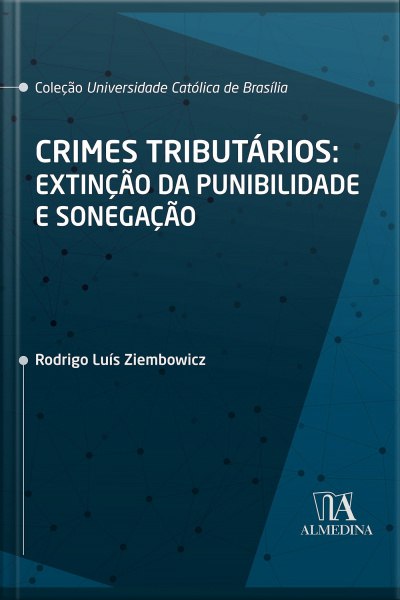 Coleção Universidade Católica de Brasília
CRIMES TRIBUTÁRIOS:
EXTINÇÃO DA PUNIBILIDADE
E SONEGAÇÃO
Rodrigo Luís Ziembowicz
ALMEDINA